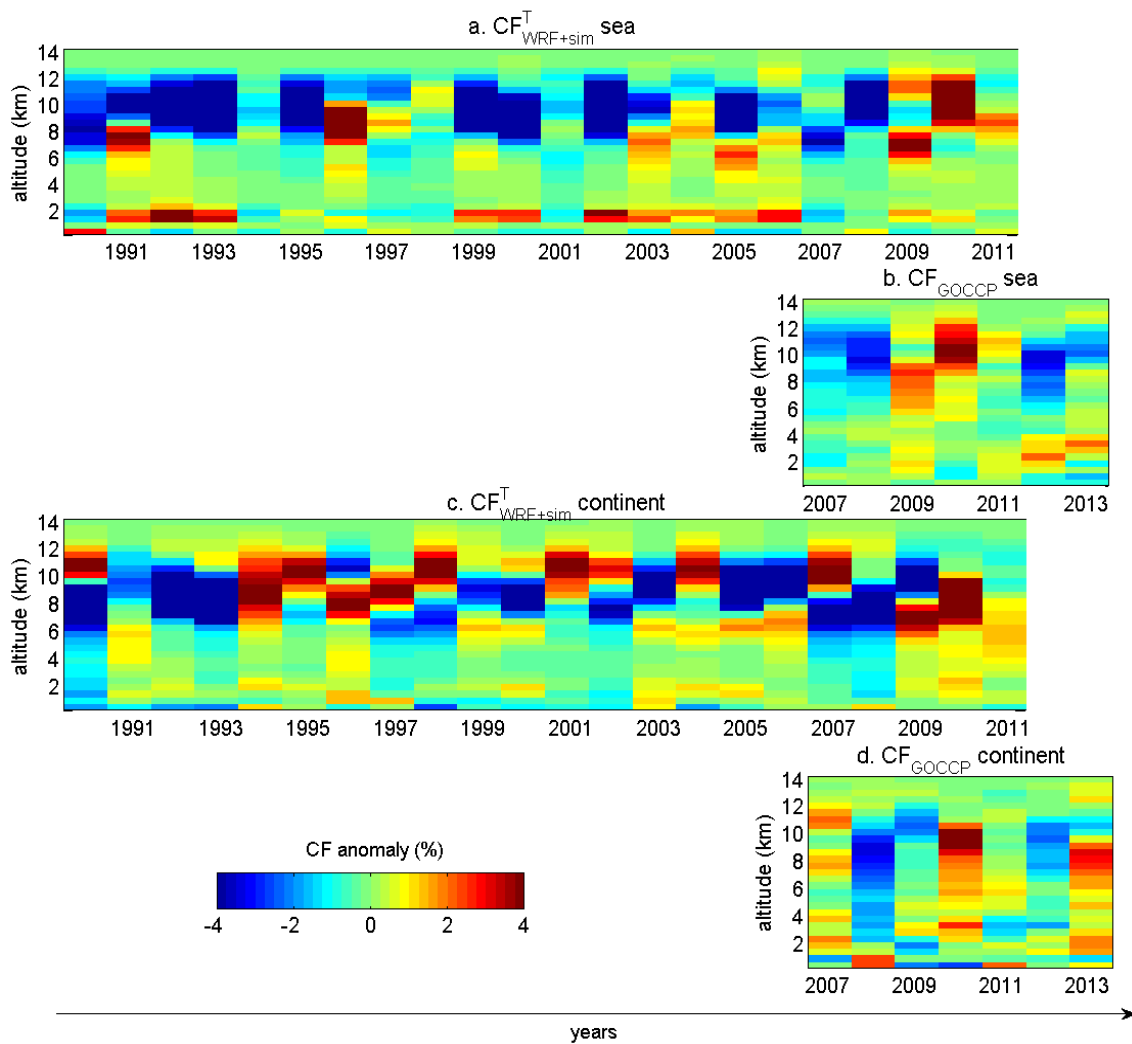 a. CF^T_WRF+sim sea
altitude (km)
14
12
10
8
6
4
2
1991 1993 1995 1997 1999 2001 2003 2005 2007 2009 2011
b. CF_GOCCP sea
altitude (km)
14
12
10
8
6
4
2
2007 2009 2011 2013
c. CF^T_WRF+sim continent
altitude (km)
14
12
10
8
6
4
2
1991 1993 1995 1997 1999 2001 2003 2005 2007 2009 2011
d. CF_GOCCP continent
altitude (km)
14
12
10
8
6
4
2
2007 2009 2011 2013
CF anomaly (%)
-4 -2 0 2 4
years